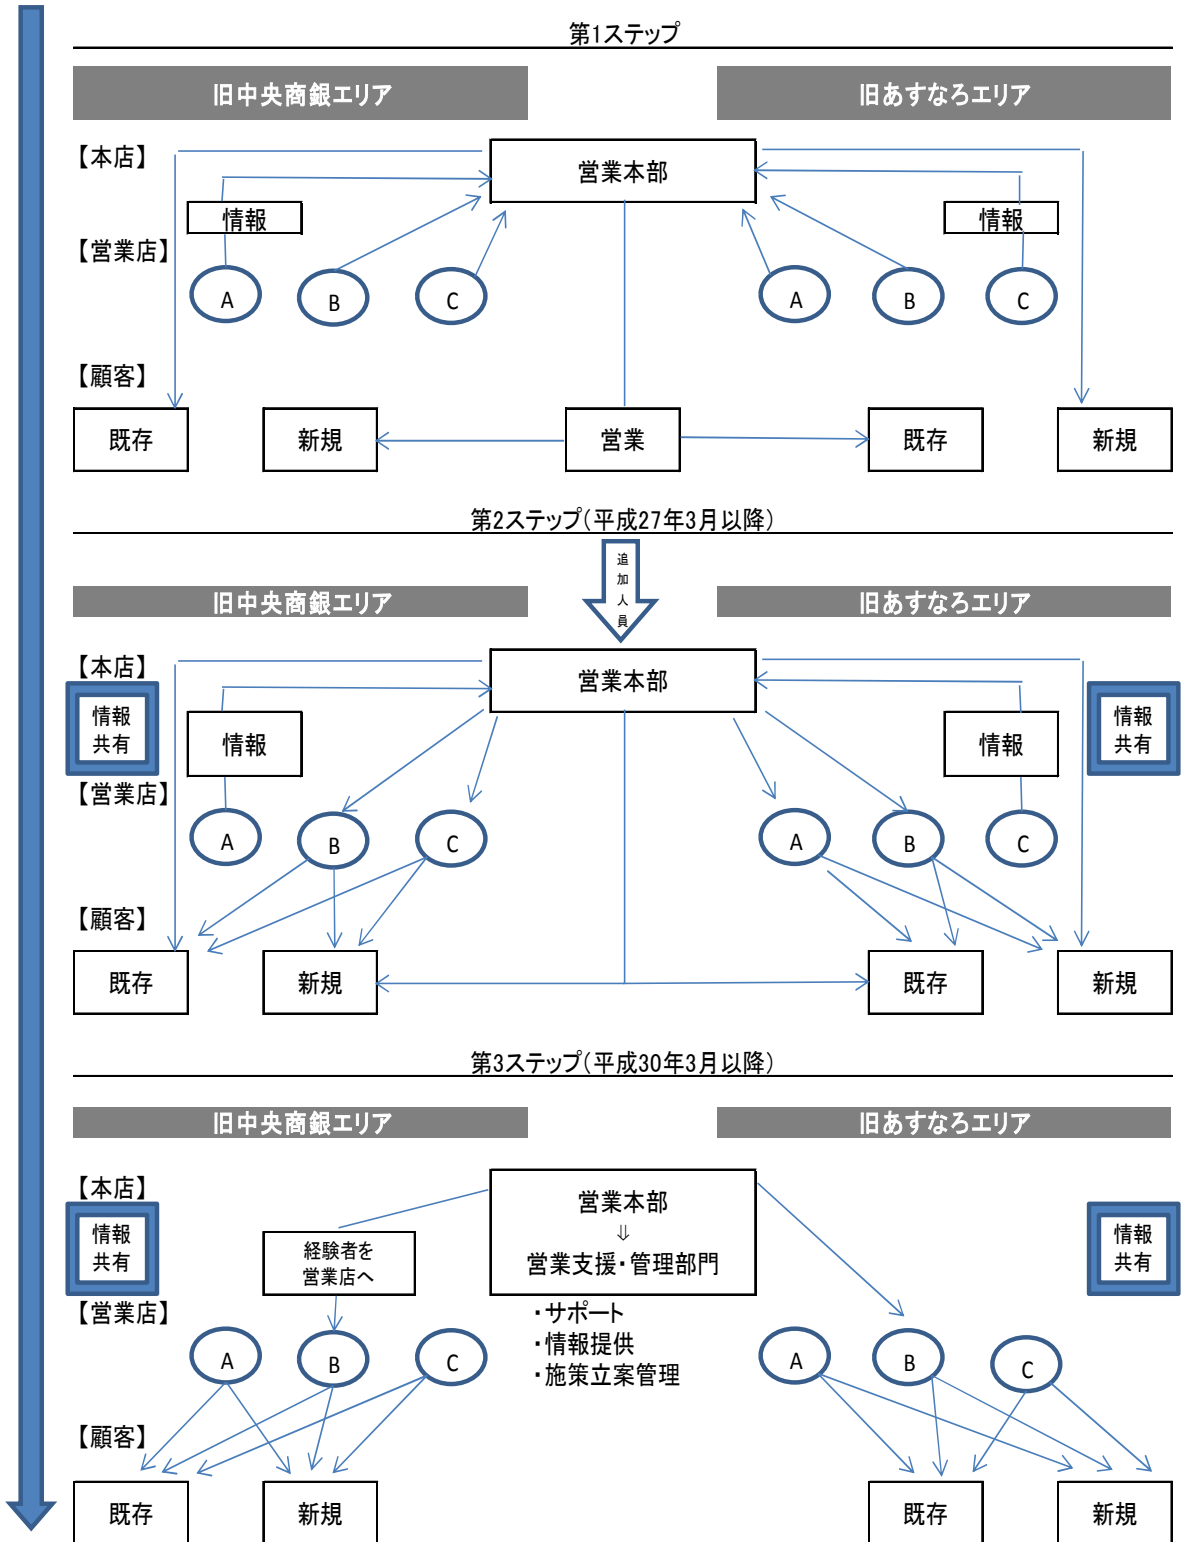 第1ステップ
旧中央商銀エリア
旧あすなろエリア
【本店】
営業本部
情報
情報
【営業店】
A
B
C
A
B
C
【顧客】
既存
新規
営業
既存
新規
第2ステップ(平成27年3月以降)
追
加
人
員
旧中央商銀エリア
旧あすなろエリア
【本店】
営業本部
情報
共有
情報
情報
情報
共有
【営業店】
A
B
C
A
B
C
【顧客】
既存
新規
既存
新規
第3ステップ(平成30年3月以降)
旧中央商銀エリア
旧あすなろエリア
【本店】
営業本部
⇓
営業支援・管理部門
情報
共有
経験者を
営業店へ
情報
共有
【営業店】
・サポート
・情報提供
・施策立案管理
A
B
C
A
B
C
【顧客】
既存
新規
既存
新規